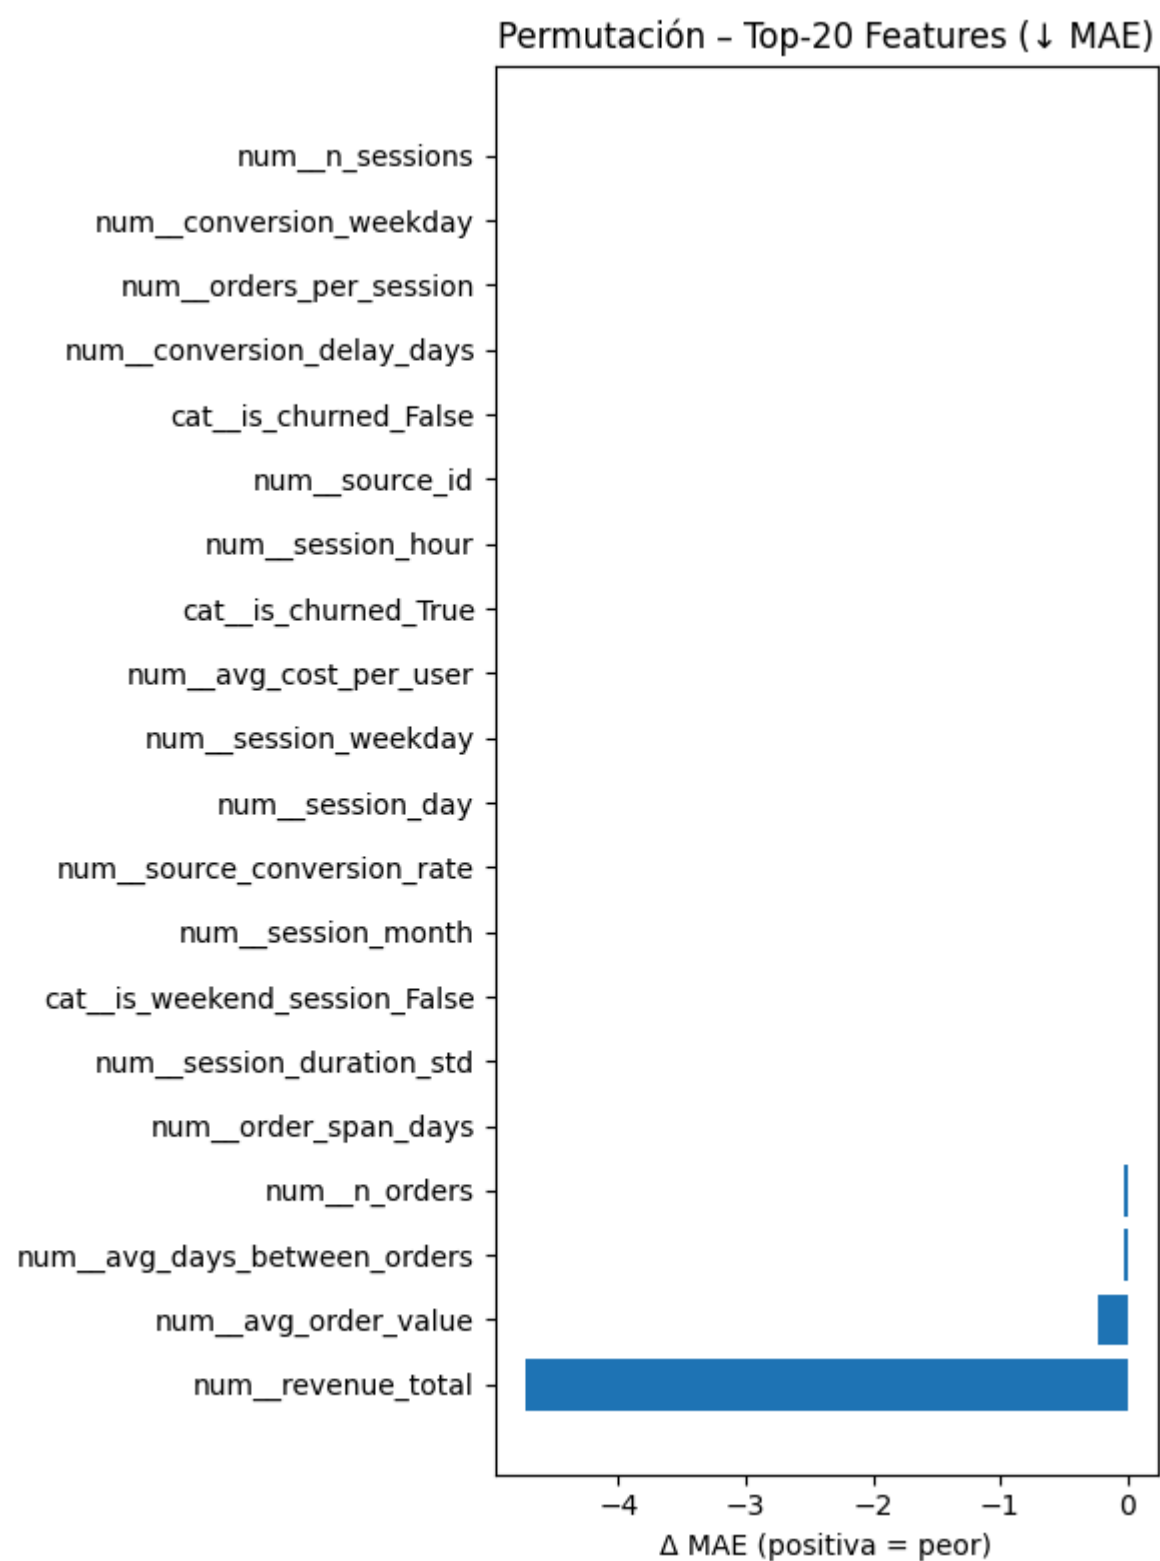 Permutación – Top-20 Features (↓ MAE)
num__n_sessions
num__conversion_weekday
num__orders_per_session
num__conversion_delay_days
cat__is_churned_False
num__source_id
num__session_hour
cat__is_churned_True
num__avg_cost_per_user
num__session_weekday
num__session_day
num__source_conversion_rate
num__session_month
cat__is_weekend_session_False
num__session_duration_std
num__order_span_days
num__n_orders
num__avg_days_between_orders
num__avg_order_value
num__revenue_total
−4 −3 −2 −1 0
Δ MAE (positiva = peor)